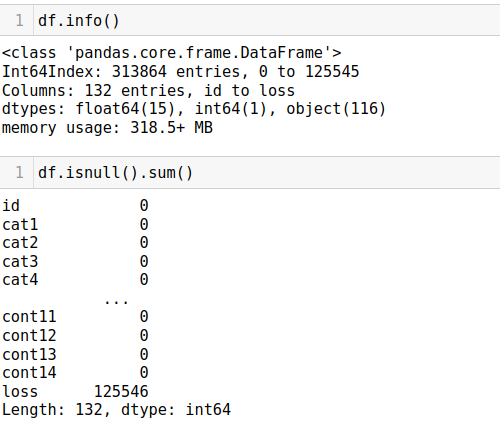 1 df.info()
<class 'pandas.core.frame.DataFrame'>
Int64Index: 313864 entries, 0 to 125545
Columns: 132 entries, id to loss
dtypes: float64(15), int64(1), object(116)
memory usage: 318.5+ MB
1 df.isnull().sum()
id 0
cat1 0
cat2 0
cat3 0
cat4 0
...
cont11 0
cont12 0
cont13 0
cont14 0
loss 125546
Length: 132, dtype: int64